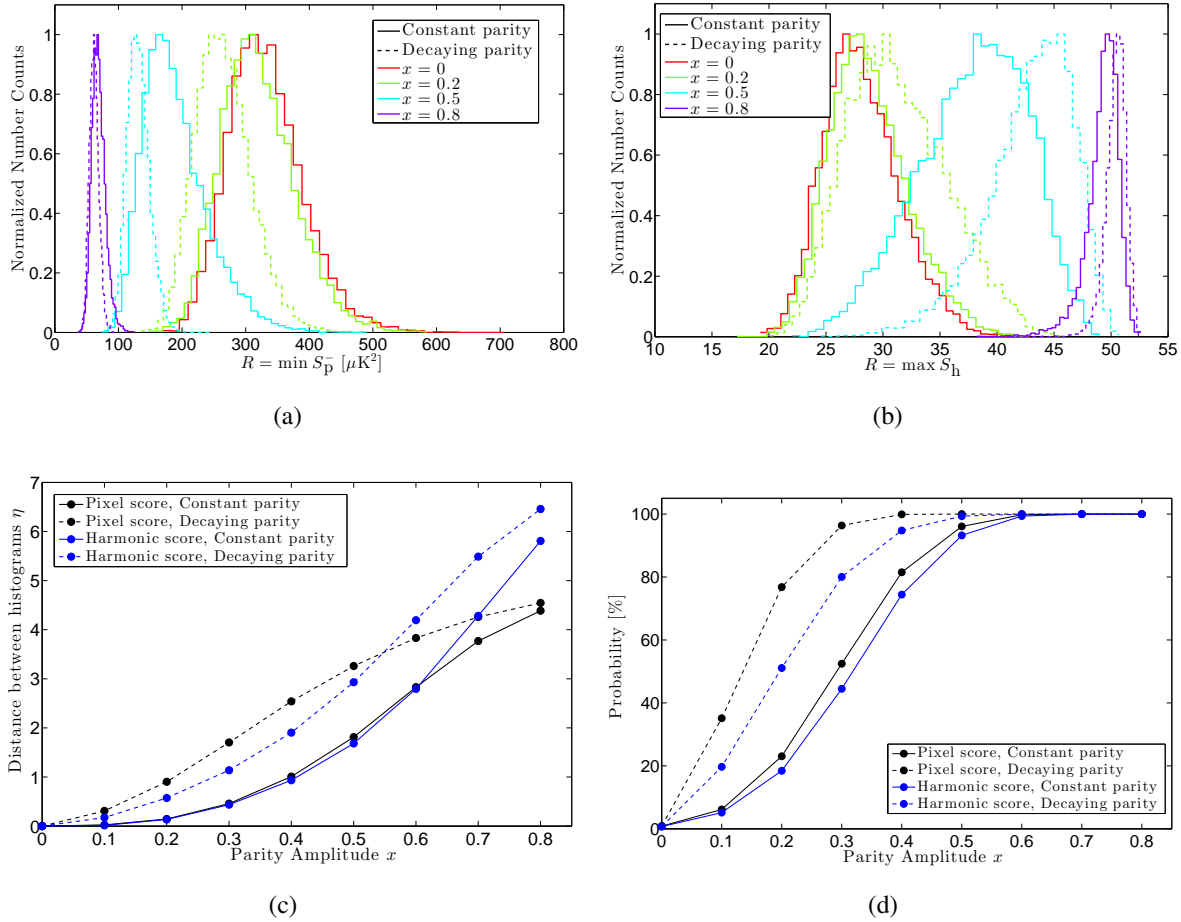 Normalized Number Counts
1
0.8
0.6
0.4
0.2
0
Constant parity
Decaying parity
x = 0
x = 0.2
x = 0.5
x = 0.8
0 100 200 300 400 500 600 700 800
R = min S⁻p [μK²]
(a)
Normalized Number Counts
1
0.8
0.6
0.4
0.2
0
Constant parity
Decaying parity
x = 0
x = 0.2
x = 0.5
x = 0.8
10 15 20 25 30 35 40 45 50 55
R = max Sh
(b)
Distance between histograms η
7
6
5
4
3
2
1
0
Pixel score, Constant parity
Pixel score, Decaying parity
Harmonic score, Constant parity
Harmonic score, Decaying parity
0 0.1 0.2 0.3 0.4 0.5 0.6 0.7 0.8
Parity Amplitude x
(c)
Probability [%]
100
80
60
40
20
0
Pixel score, Constant parity
Pixel score, Decaying parity
Harmonic score, Constant parity
Harmonic score, Decaying parity
0 0.1 0.2 0.3 0.4 0.5 0.6 0.7 0.8
Parity Amplitude x
(d)